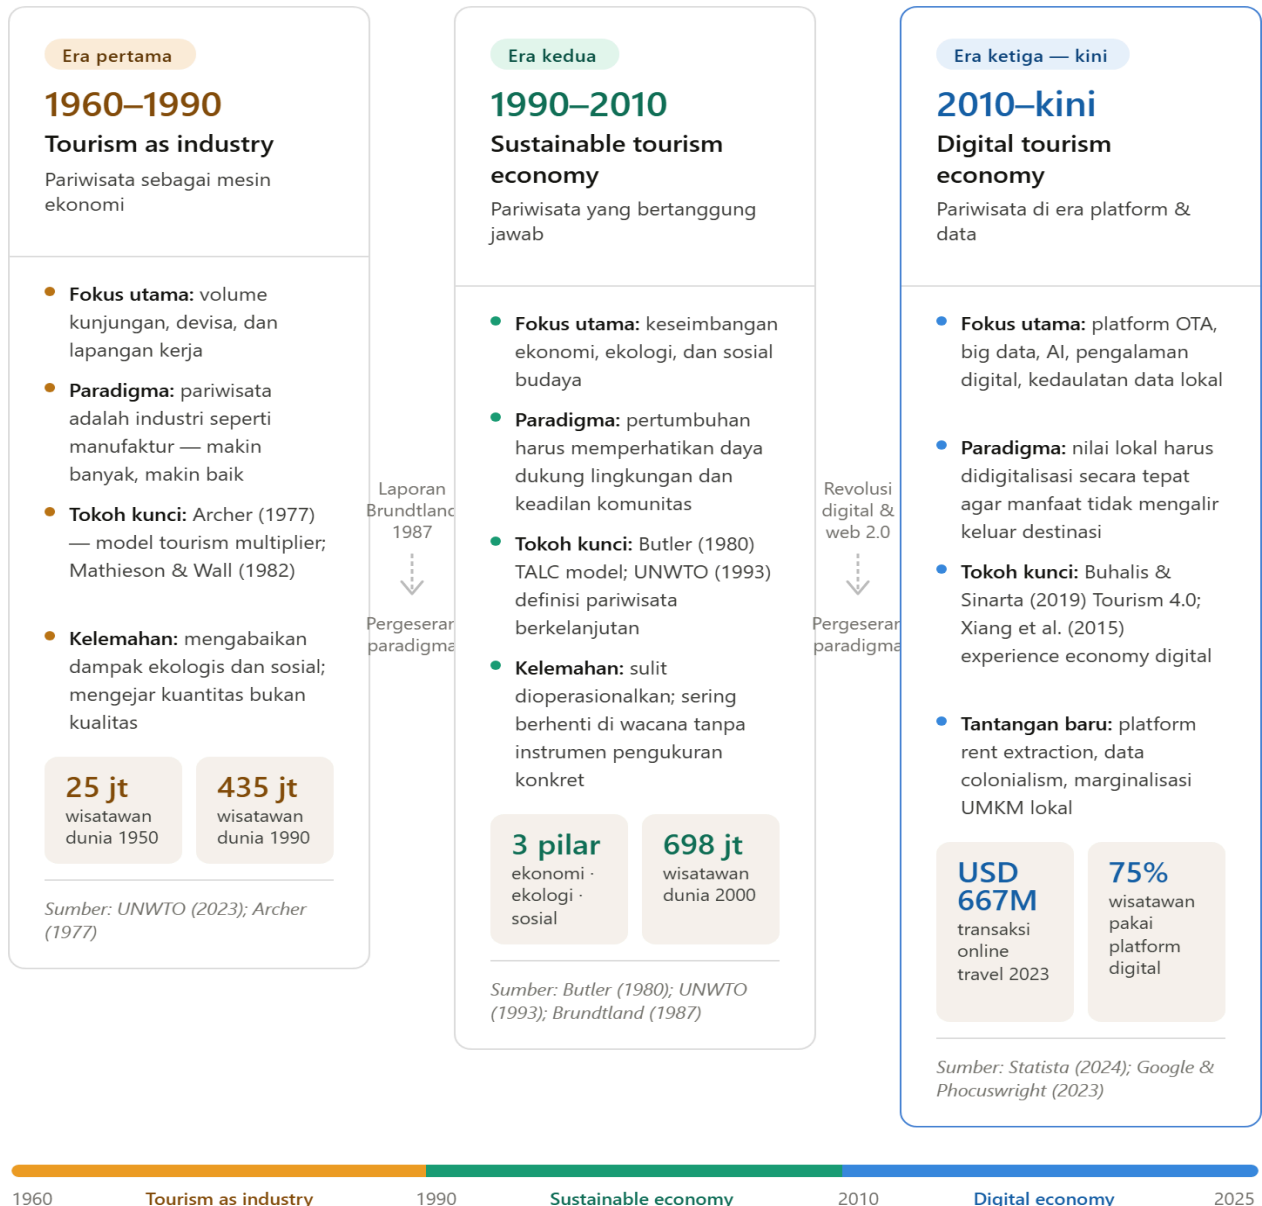 Era pertama
1960–1990
Tourism as industry
Pariwisata sebagai mesin
ekonomi
Fokus utama: volume
kunjungan, devisa, dan
lapangan kerja
Paradigma: pariwisata
adalah industri seperti
manufaktur — makin
banyak, makin baik
Tokoh kunci: Archer (1977)
— model tourism multiplier;
Mathieson & Wall (1982)
Kelemahan: mengabaikan
dampak ekologis dan sosial;
mengejar kuantitas bukan
kualitas
25 jt
wisatawan
dunia 1950
435 jt
wisatawan
dunia 1990
Sumber: UNWTO (2023); Archer
(1977)
Laporan
Brundtland
1987
Pergeseran
paradigma
Era kedua
1990–2010
Sustainable tourism
economy
Pariwisata yang bertanggung
jawab
Fokus utama: keseimbangan
ekonomi, ekologi, dan sosial
budaya
Paradigma: pertumbuhan
harus memperhatikan daya
dukung lingkungan dan
keadilan komunitas
Tokoh kunci: Butler (1980)
TALC model; UNWTO (1993)
definisi pariwisata
berkelanjutan
Kelemahan: sulit
dioperasionalkan; sering
berhenti di wacana tanpa
instrumen pengukuran
konkret
3 pilar
ekonomi ·
ekologi ·
sosial
698 jt
wisatawan
dunia 2000
Sumber: Butler (1980); UNWTO
(1993); Brundtland (1987)
Revolusi
digital &
web 2.0
Pergeseran
paradigma
Era ketiga — kini
2010–kini
Digital tourism
economy
Pariwisata di era platform &
data
Fokus utama: platform OTA,
big data, AI, pengalaman
digital, kedaulatan data lokal
Paradigma: nilai lokal harus
didigitalisasi secara tepat
agar manfaat tidak mengalir
keluar destinasi
Tokoh kunci: Buhalis &
Sinarta (2019) Tourism 4.0;
Xiang et al. (2015)
experience economy digital
Tantangan baru: platform
rent extraction, data
colonialism, marginalisasi
UMKM lokal
USD
667M
transaksi
online
travel 2023
75%
wisatawan
pakai
platform
digital
Sumber: Statista (2024); Google &
Phocuswright (2023)
1960 Tourism as industry 1990 Sustainable economy 2010 Digital economy 2025